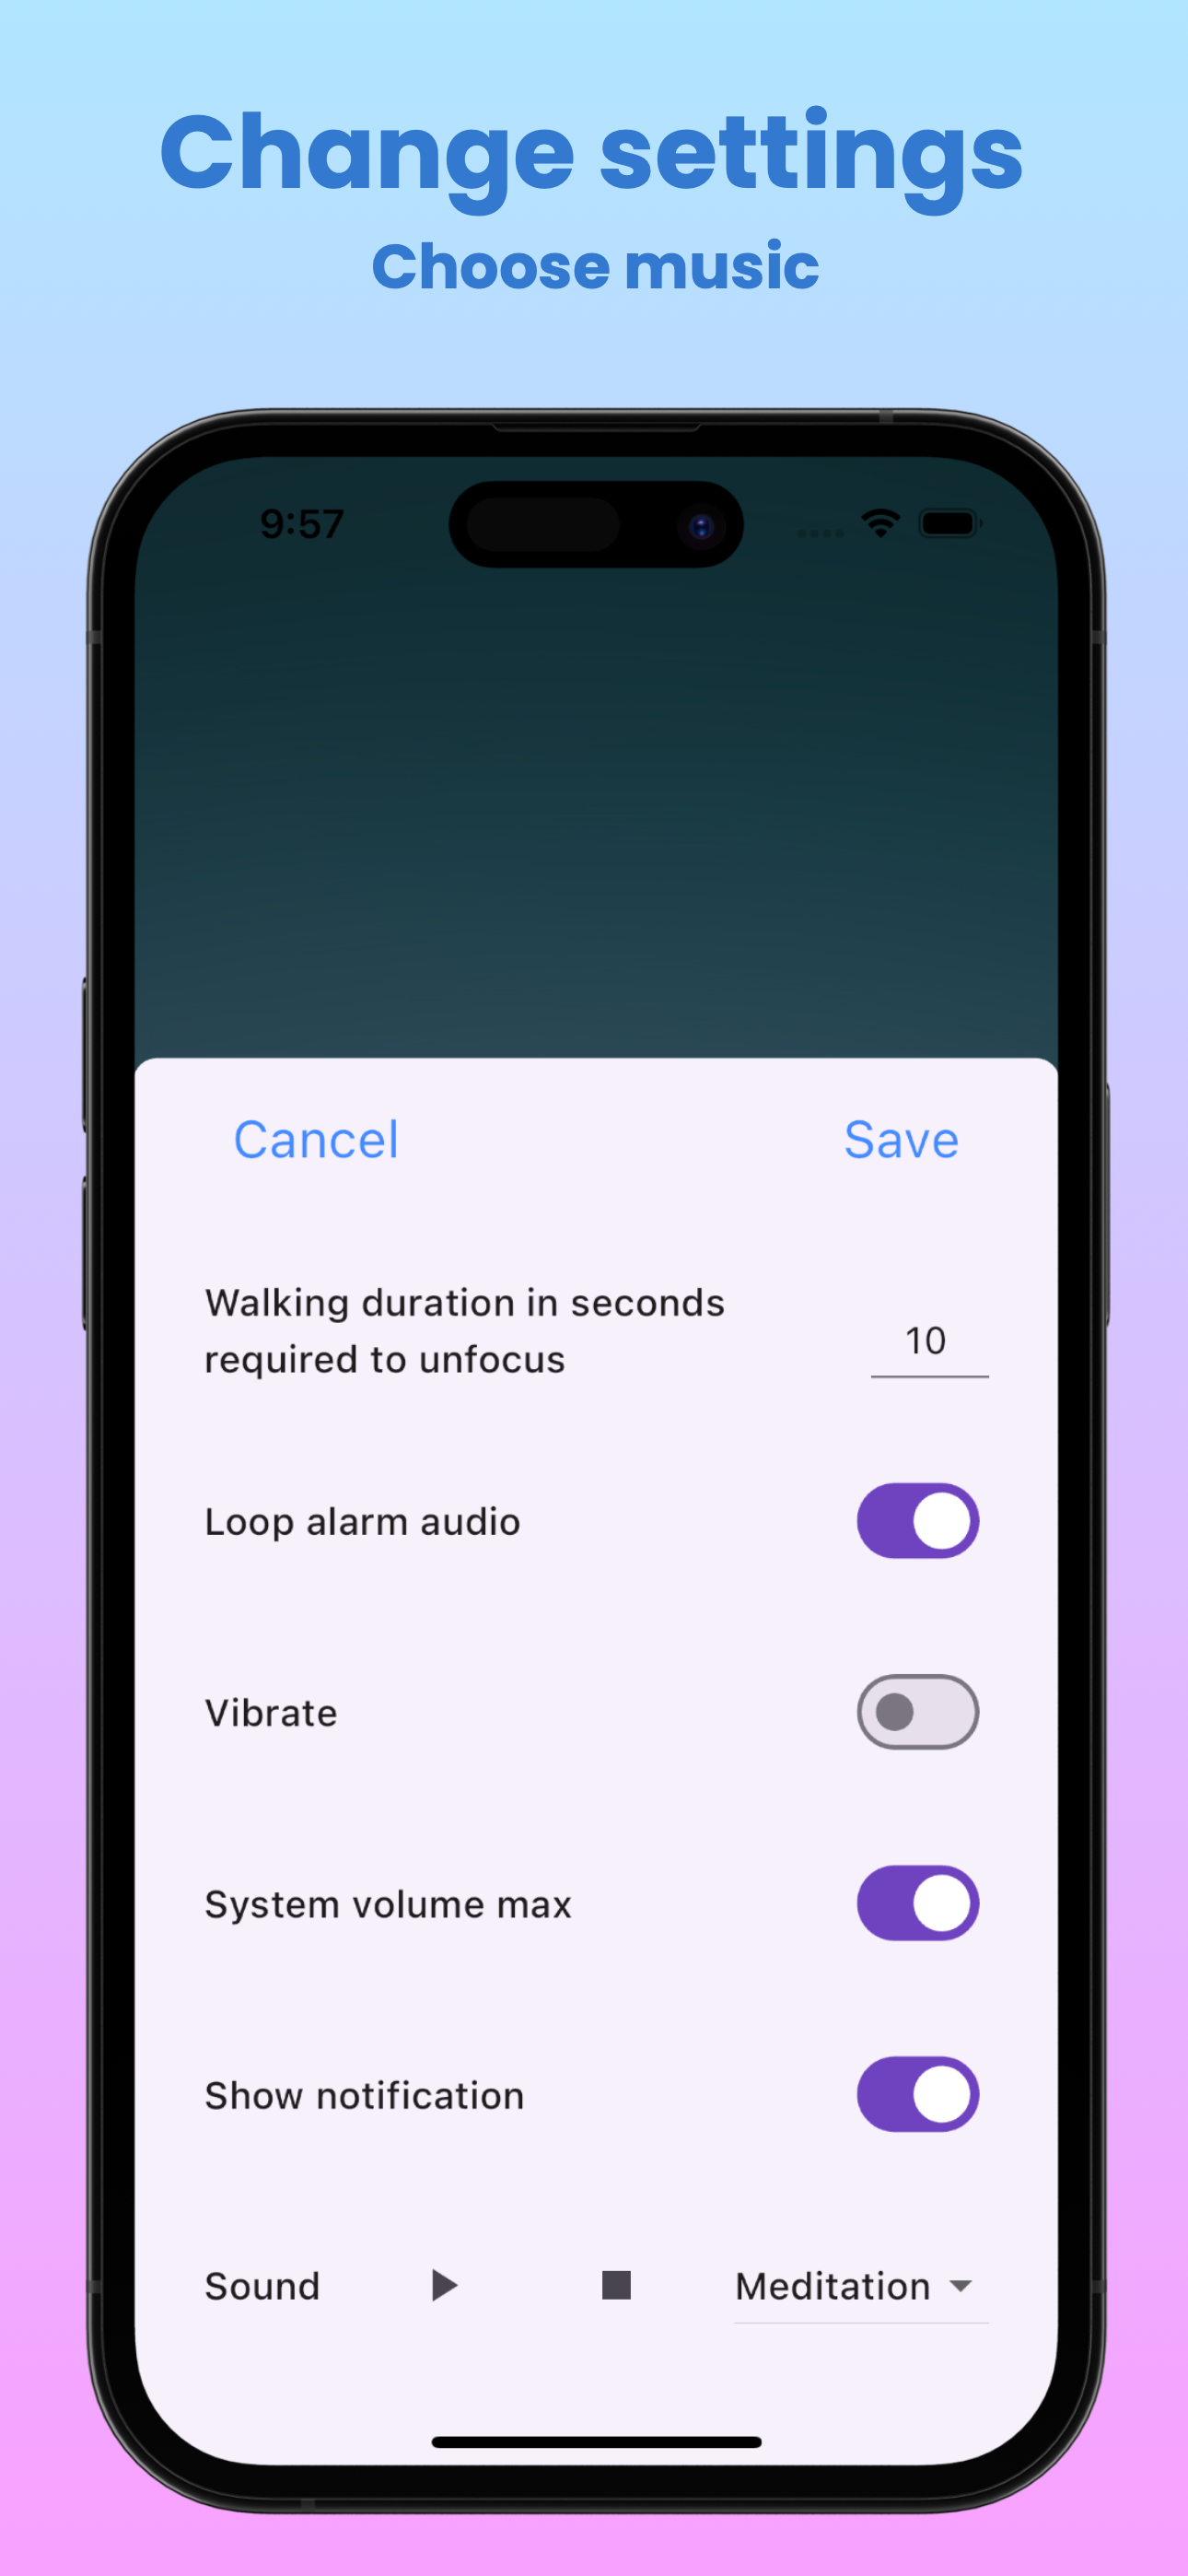 Change settings
Choose music
9:57
Cancel
Save
Walking duration in seconds
required to unfocus
10
Loop alarm audio
Vibrate
System volume max
Show notification
Sound
Meditation